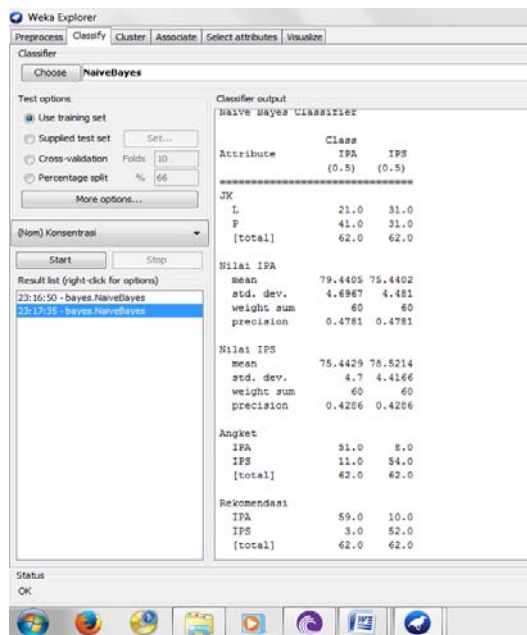 Weka Explorer
Preprocess Classify Cluster Associate Select attributes Visualize
Classifier
Choose NaiveBayes
Test options
Use training set
Supplied test set Set...
Cross-validation Folds 10
Percentage split % 66
More options...
(Nom) Konsentrasi
Start Stop
Result list (right-click for options)
23:16:50 - bayes.NaiveBayes
23:17:35 - bayes.NaiveBayes
Classifier output
Naive Bayes Classifier
Class
Attribute IPA IPS
(0.5) (0.5)
================================
JK
L 21.0 31.0
P 41.0 31.0
[total] 62.0 62.0
Nilai IPA
mean 79.4405 75.4402
std. dev. 4.6967 4.481
weight sum 60 60
precision 0.4781 0.4781
Nilai IPS
mean 75.4429 78.5214
std. dev. 4.7 4.4166
weight sum 60 60
precision 0.4286 0.4286
Angket
IPA 51.0 8.0
IPS 11.0 54.0
[total] 62.0 62.0
Rekomendasi
IPA 59.0 10.0
IPS 3.0 52.0
[total] 62.0 62.0
Status
OK